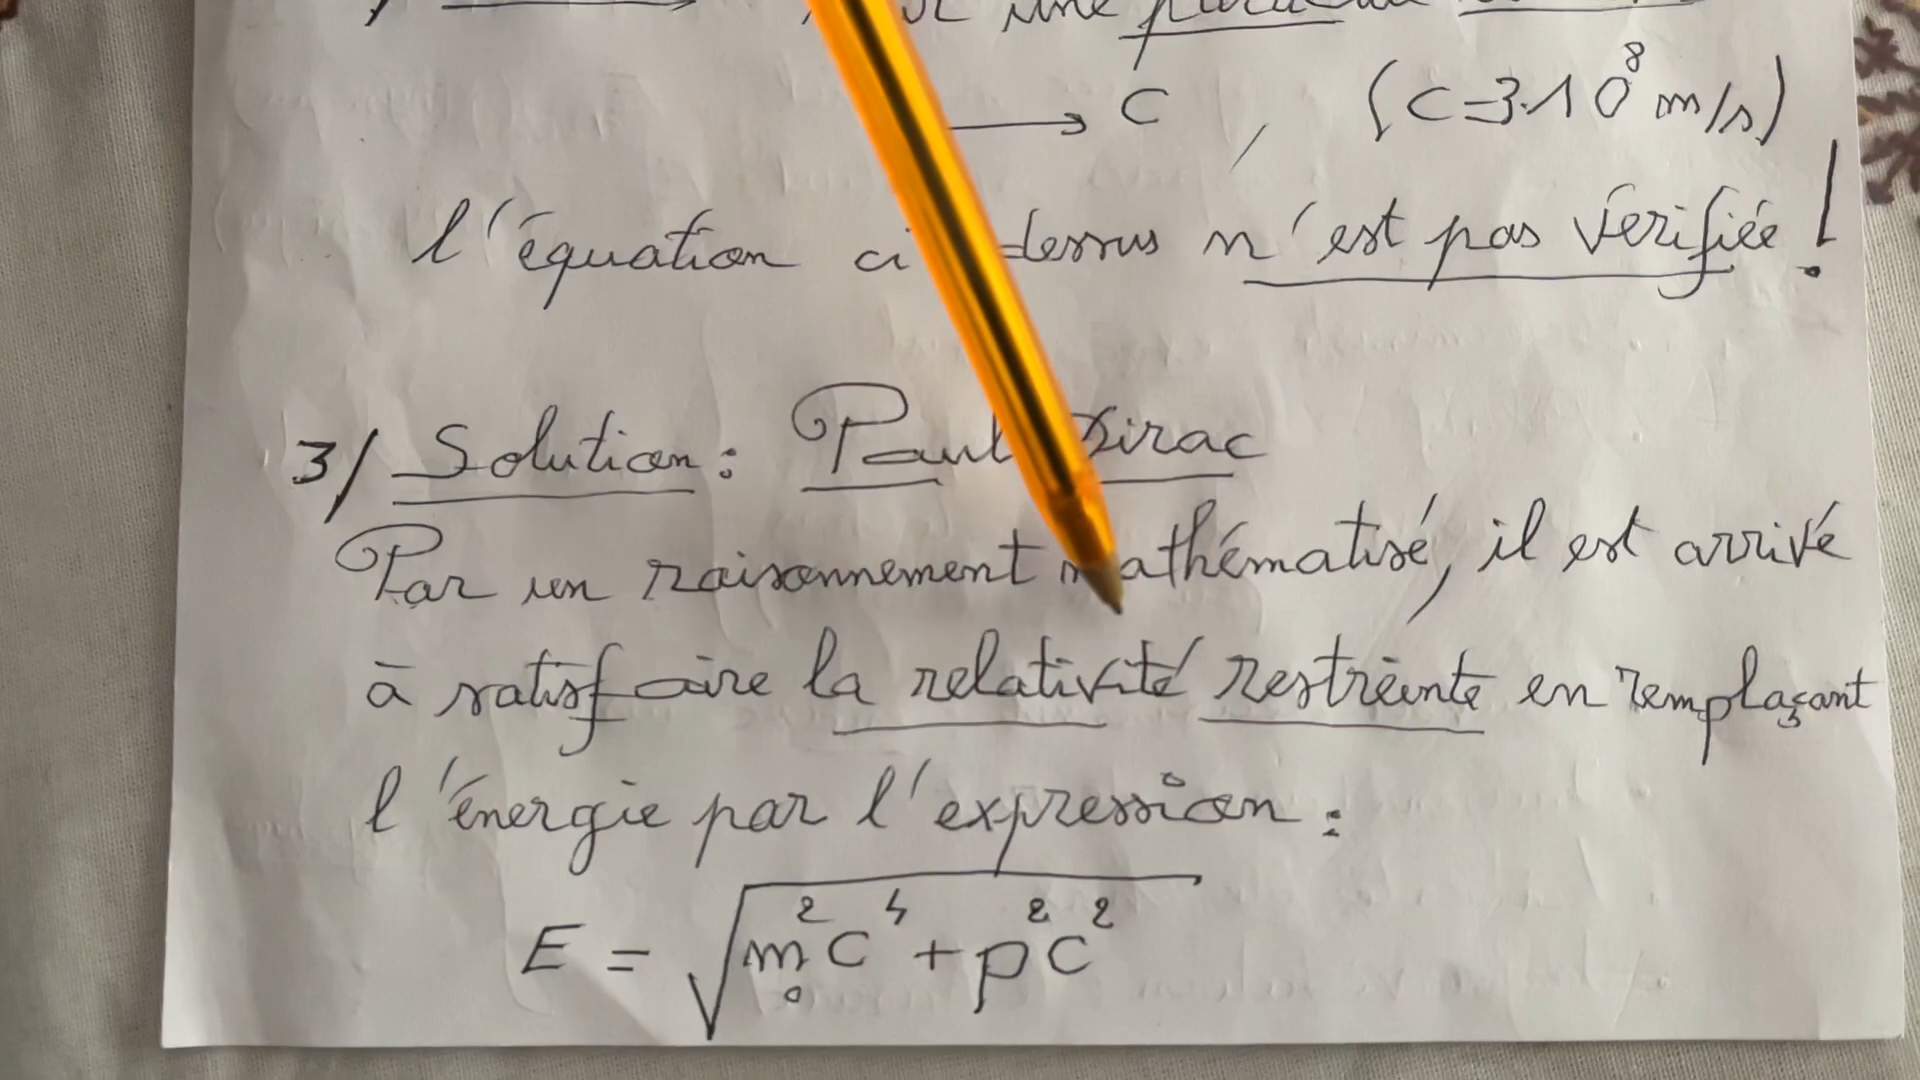 une
→ C , (C=3.10⁸ m/s)
l'équation ci dessus n'est pas vérifiée !
3/ Solution : Paul Dirac
Par un raisonnement mathématisé, il est arrivé
à satisfaire la relativité restreinte en remplaçant
l'énergie par l'expression :
E = √(m₀²C⁴ + p²C²)